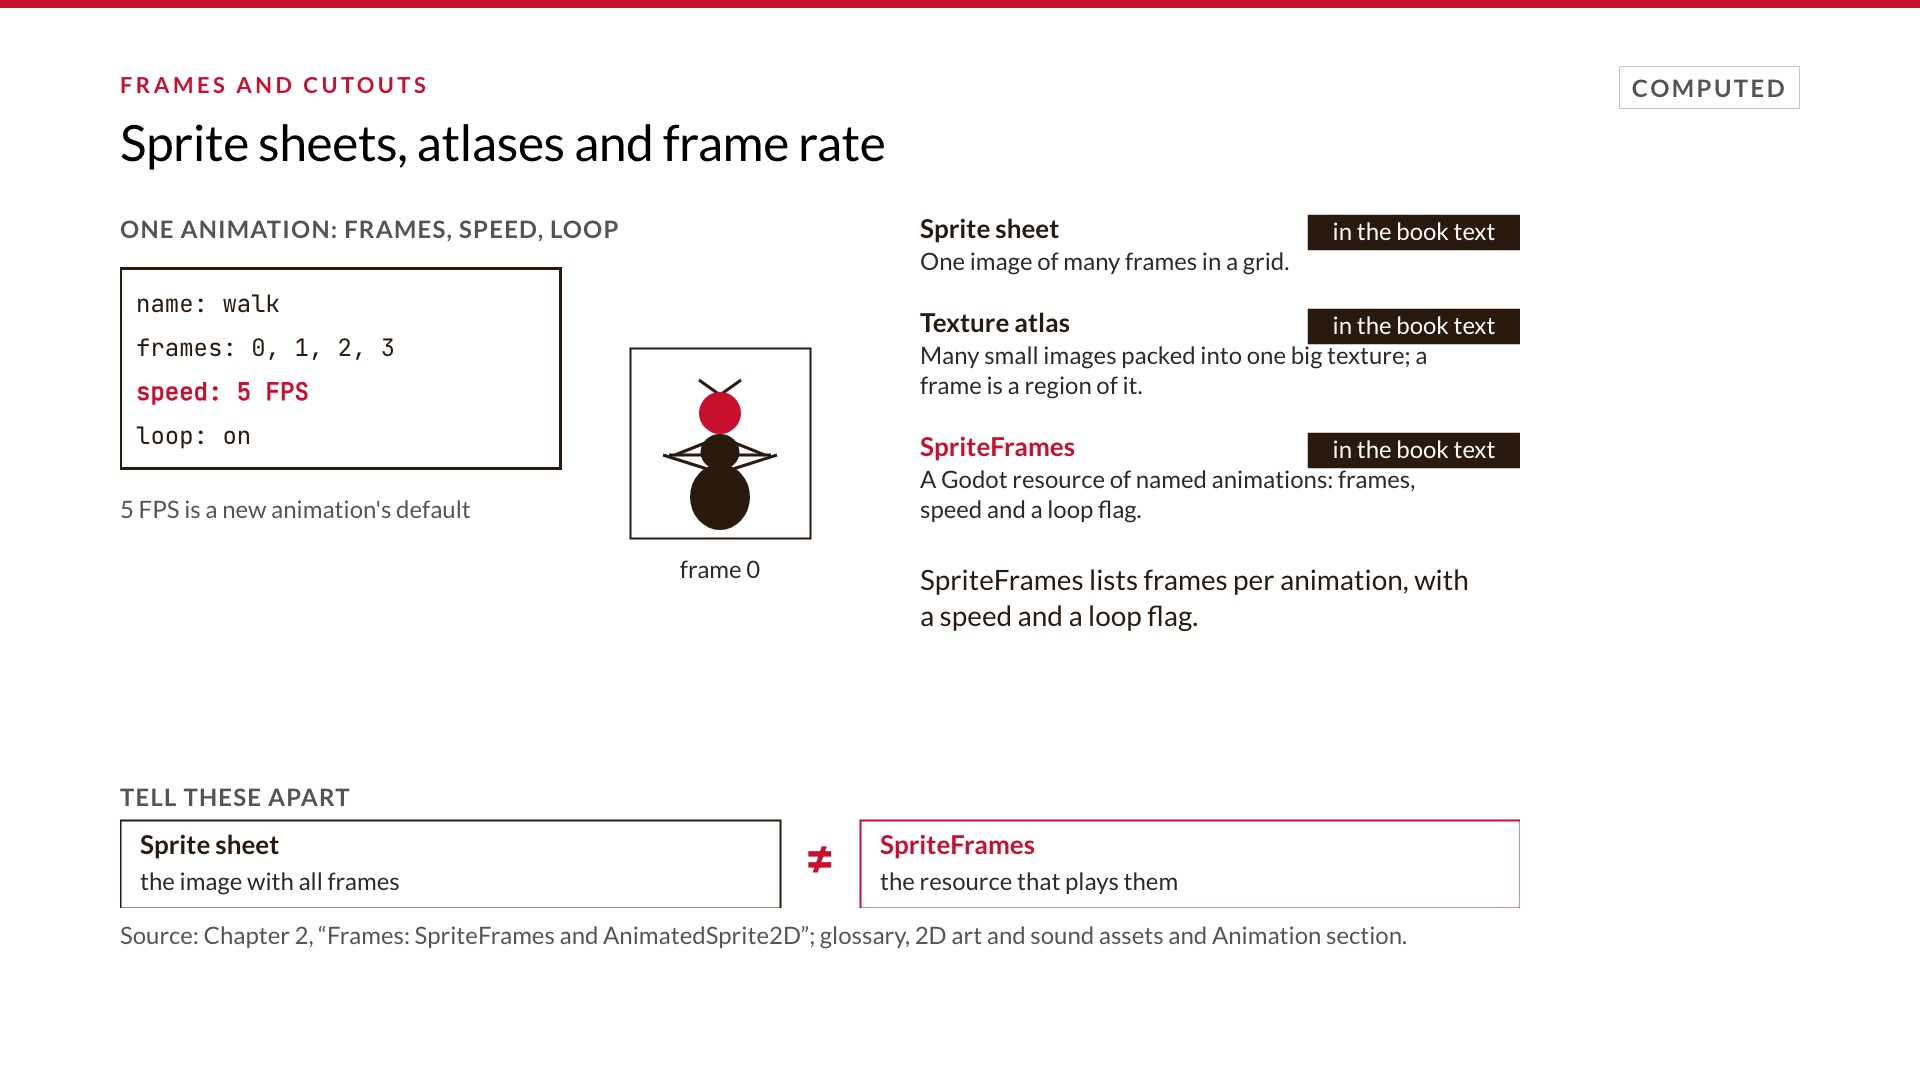 FRAMES AND CUTOUTS
COMPUTED
Sprite sheets, atlases and frame rate
ONE ANIMATION: FRAMES, SPEED, LOOP
name: walk
frames: 0, 1, 2, 3
speed: 5 FPS
loop: on
5 FPS is a new animation's default
frame 0
Sprite sheet
in the book text
One image of many frames in a grid.
Texture atlas
in the book text
Many small images packed into one big texture; a
frame is a region of it.
SpriteFrames
in the book text
A Godot resource of named animations: frames,
speed and a loop flag.
SpriteFrames lists frames per animation, with
a speed and a loop flag.
TELL THESE APART
Sprite sheet
the image with all frames
≠
SpriteFrames
the resource that plays them
Source: Chapter 2, “Frames: SpriteFrames and AnimatedSprite2D”; glossary, 2D art and sound assets and Animation section.